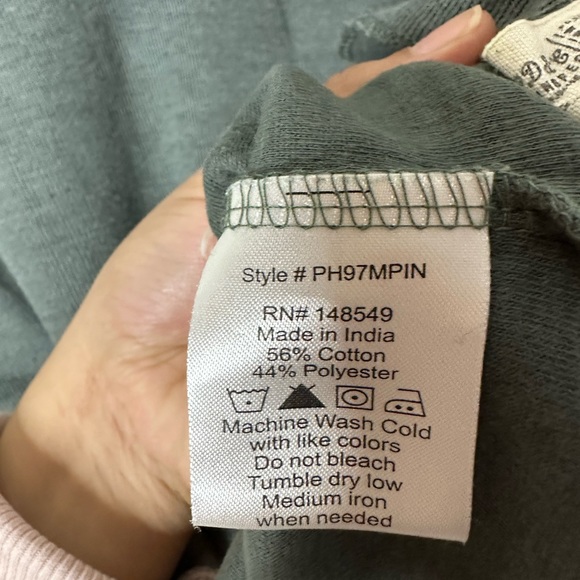 Style # PH97MPIN
RN# 148549
Made in India
56% Cotton
44% Polyester
Machine Wash Cold
with like colors
Do not bleach
Tumble dry low
Medium iron
when needed